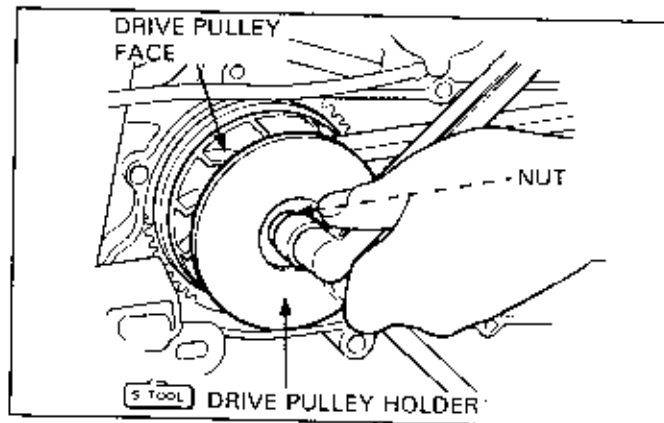 DRIVE PULLEY
FACE
NUT
S TOOL DRIVE PULLEY HOLDER